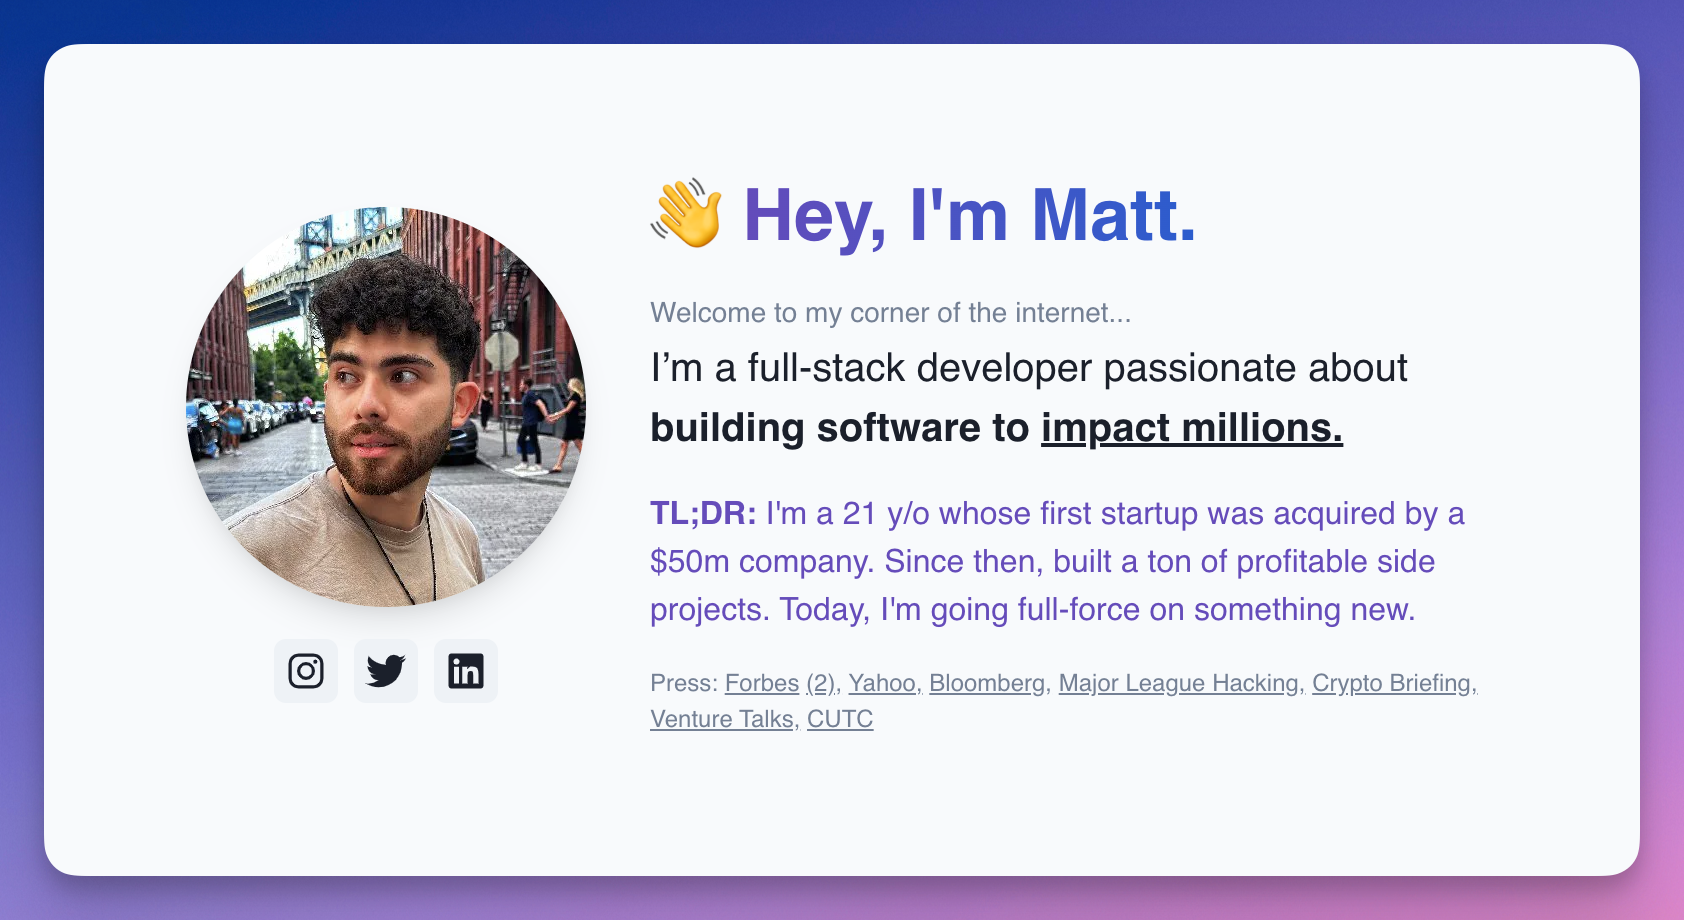 👋 Hey, I'm Matt.
Welcome to my corner of the internet...
I’m a full-stack developer passionate about
building software to impact millions.
TL;DR: I'm a 21 y/o whose first startup was acquired by a
$50m company. Since then, built a ton of profitable side
projects. Today, I'm going full-force on something new.
Press: Forbes (2), Yahoo, Bloomberg, Major League Hacking, Crypto Briefing,
Venture Talks, CUTC